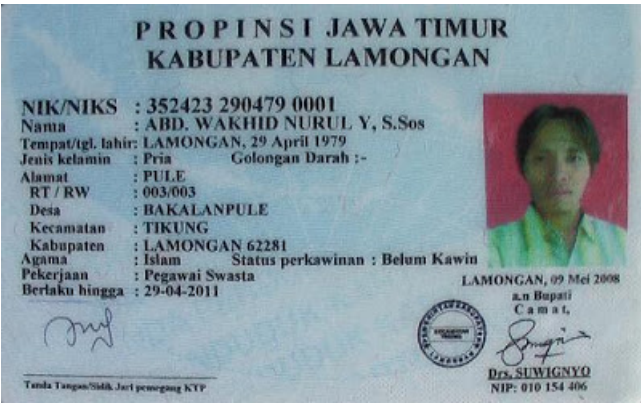 PROPINSI JAWA TIMUR
KABUPATEN LAMONGAN
NIK/NIKS : 352423 290479 0001
Nama : ABD. WAKHID NURUL Y, S.Sos
Tempat/tgl. lahir: LAMONGAN, 29 April 1979
Jenis kelamin : Pria Golongan Darah :-
Alamat : PULE
RT / RW : 003/003
Desa : BAKALANPULE
Kecamatan : TIKUNG
Kabupaten : LAMONGAN 62281
Agama : Islam Status perkawinan : Belum Kawin
Pekerjaan : Pegawai Swasta
Berlaku hingga : 29-04-2011
LAMONGAN, 09 Mei 2008
a.n Bupati
Camat,
Drs. SUWIGNYO
NIP: 010 154 406
Tanda Tangan/Sidik Jari pemegang KTP